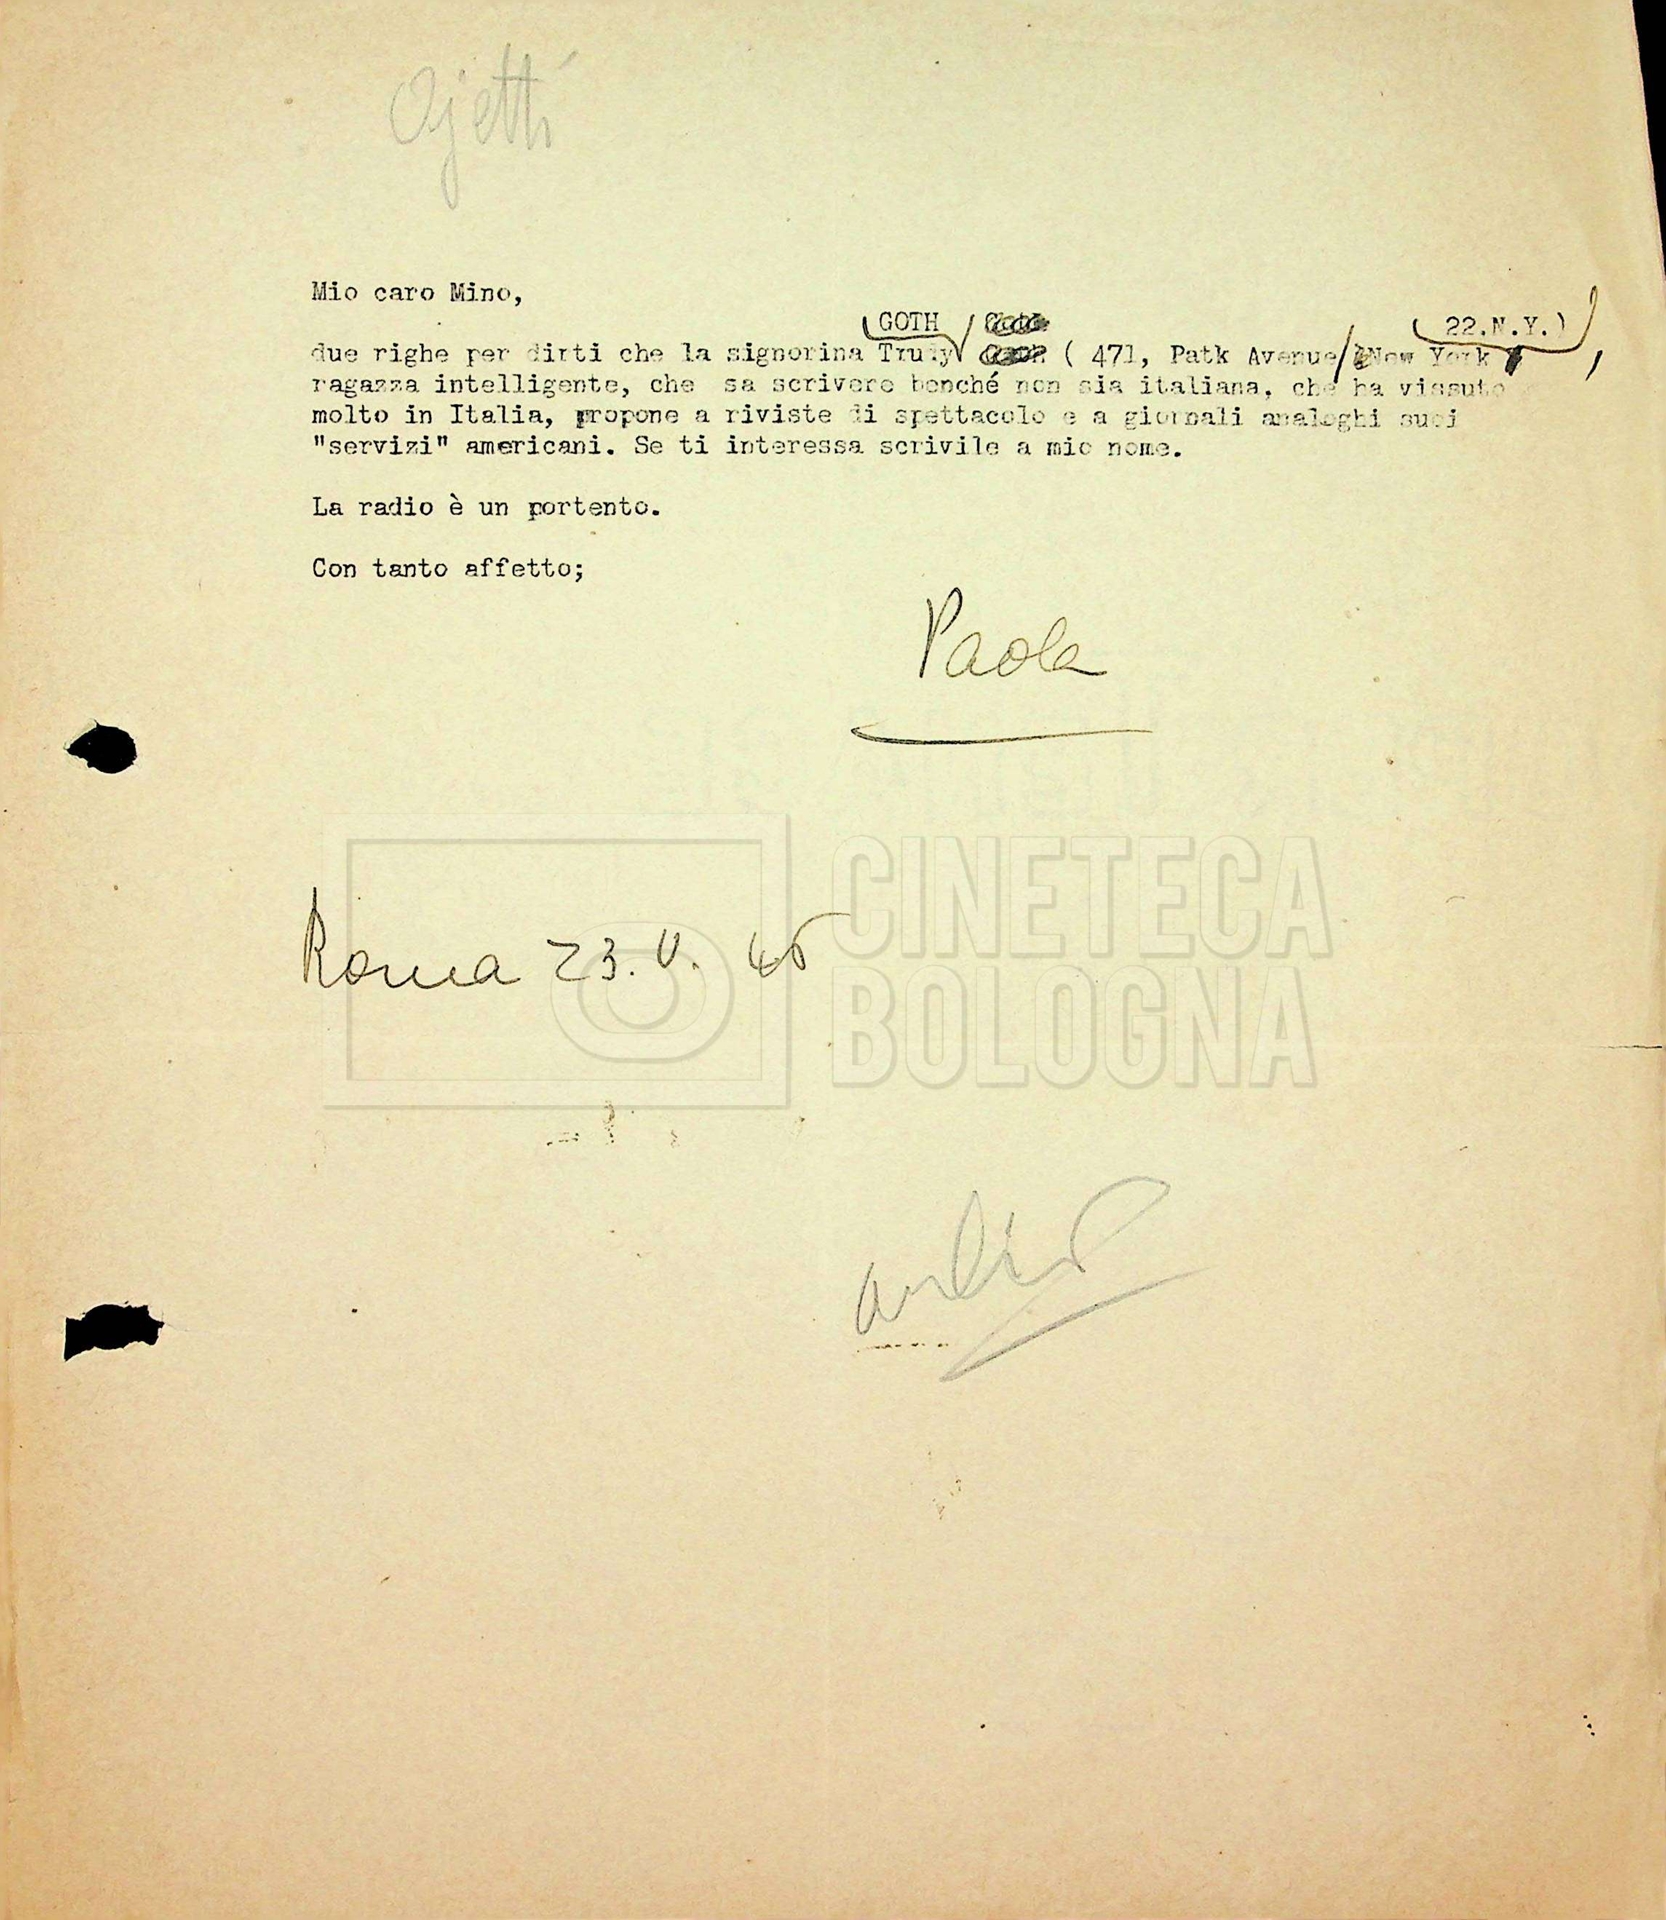 Ojetti
Mio caro Mino,
GOTH 22.N.Y.)
due righe per dirti che la signorina Truly ( 471, Patk Avenue New York ,
ragazza intelligente, che sa scrivere benché non sia italiana, che ha vissuto
molto in Italia, propone a riviste di spettacolo e a giornali analoghi suoi
"servizi" americani. Se ti interessa scrivile a mio nome.
La radio è un portento.
Con tanto affetto;
Paola
CINETECA
BOLOGNA
Roma 23. V.